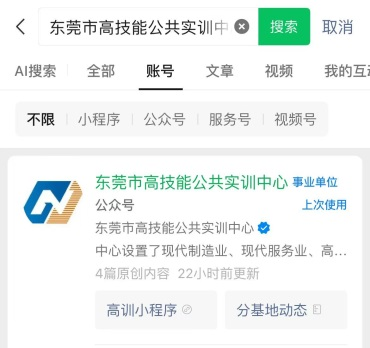 东莞市高技能公共实训中
搜索
取消
AI搜索 全部 账号 文章 视频 我的互
不限 小程序 公众号 服务号 视频号
东莞市高技能公共实训中心 事业单位
公众号 上次使用
东莞市高技能公共实训中心
中心设置了现代制造业、现代服务业、高...
4篇原创内容 22小时前更新
高训小程序 分基地动态